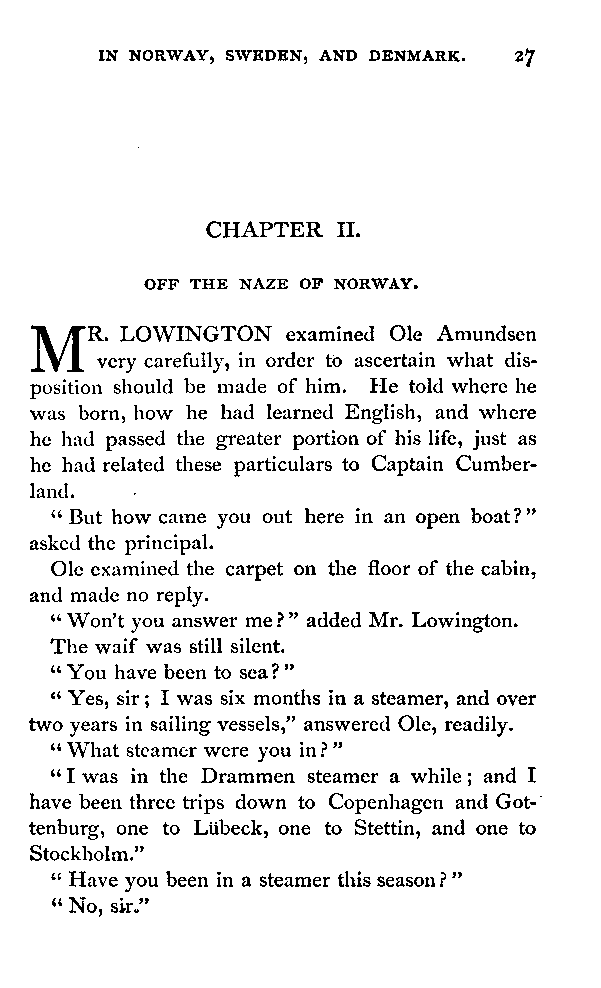 IN NORWAY, SWEDEN, AND DENMARK. 27
CHAPTER II.
OFF THE NAZE OF NORWAY.
MR. LOWINGTON examined Ole Amundsen
very carefully, in order to ascertain what dis-
position should be made of him. He told where he
was born, how he had learned English, and where
he had passed the greater portion of his life, just as
he had related these particulars to Captain Cumber-
land.
"But how came you out here in an open boat?"
asked the principal.
Ole examined the carpet on the floor of the cabin,
and made no reply.
"Won't you answer me?" added Mr. Lowington.
The waif was still silent.
"You have been to sea?"
"Yes, sir; I was six months in a steamer, and over
two years in sailing vessels," answered Ole, readily.
"What steamer were you in?"
"I was in the Drammen steamer a while; and I
have been three trips down to Copenhagen and Got-
tenburg, one to Lübeck, one to Stettin, and one to
Stockholm."
"Have you been in a steamer this season?"
"No, sir."